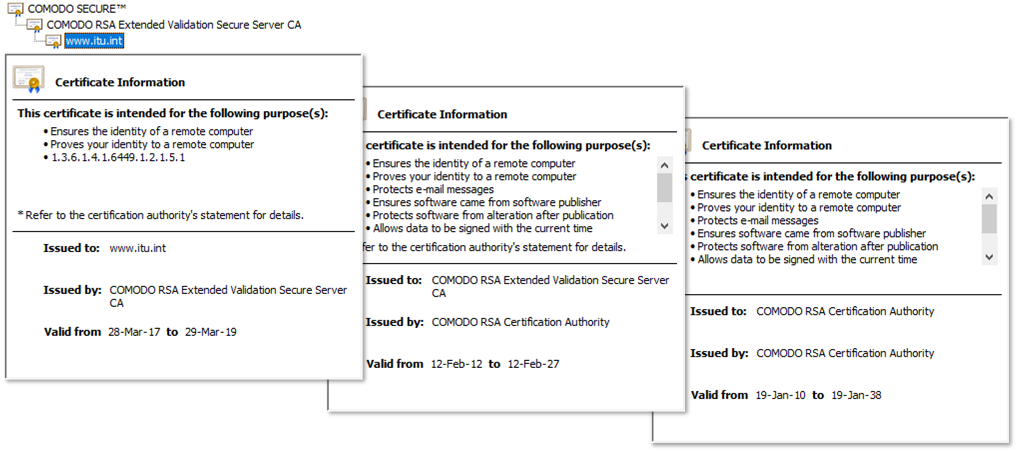 COMODO SECURE™
COMODO RSA Extended Validation Secure Server CA
www.itu.int
Certificate Information
This certificate is intended for the following purpose(s):
• Ensures the identity of a remote computer
• Proves your identity to a remote computer
• 1.3.6.1.4.1.6449.1.2.1.5.1
* Refer to the certification authority's statement for details.
Issued to: www.itu.int
Issued by: COMODO RSA Extended Validation Secure Server
CA
Valid from 28-Mar-17 to 29-Mar-19
Certificate Information
certificate is intended for the following purpose(s):
• Ensures the identity of a remote computer
• Proves your identity to a remote computer
• Protects e-mail messages
• Ensures software came from software publisher
• Protects software from alteration after publication
• Allows data to be signed with the current time
fer to the certification authority's statement for details.
Issued to: COMODO RSA Extended Validation Secure Server
CA
Issued by: COMODO RSA Certification Authority
Valid from 12-Feb-12 to 12-Feb-27
Certificate Information
s certificate is intended for the following purpose(s):
• Ensures the identity of a remote computer
• Proves your identity to a remote computer
• Protects e-mail messages
• Ensures software came from software publisher
• Protects software from alteration after publication
• Allows data to be signed with the current time
Issued to: COMODO RSA Certification Authority
Issued by: COMODO RSA Certification Authority
Valid from 19-Jan-10 to 19-Jan-38